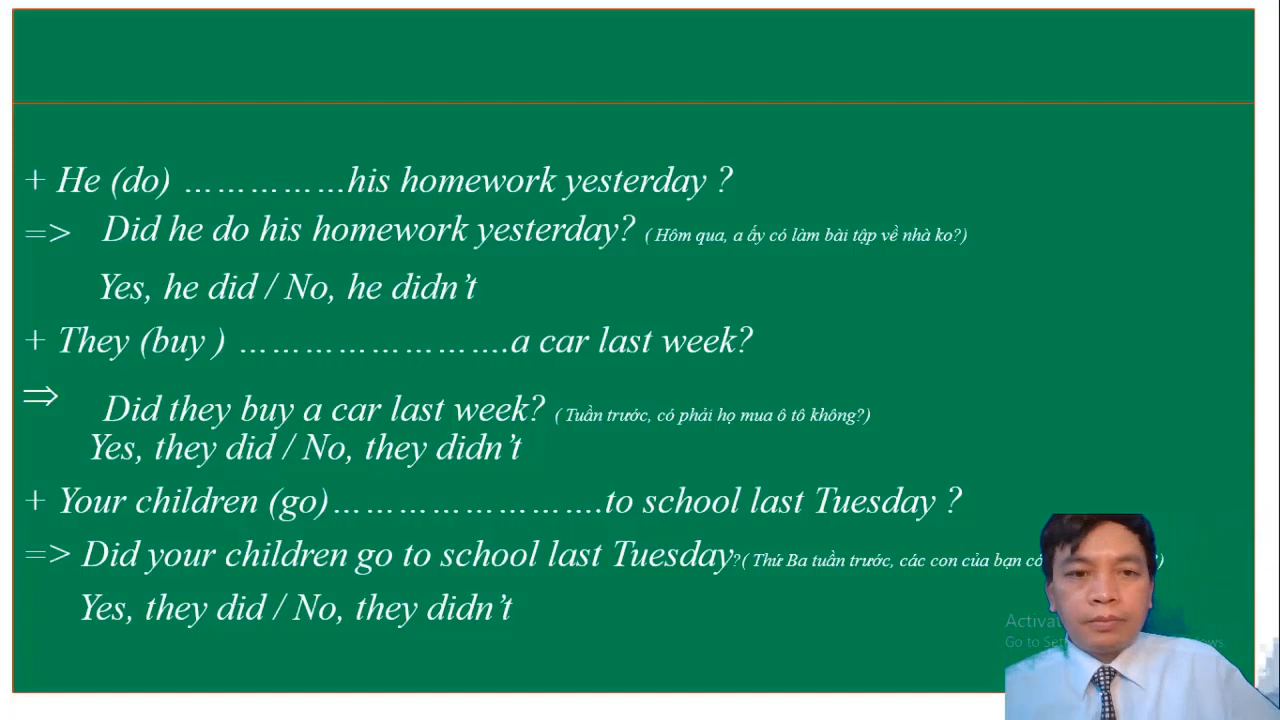 + He (do) ……………his homework yesterday ?
=> Did he do his homework yesterday? ( Hôm qua, a ấy có làm bài tập về nhà ko?)
Yes, he did / No, he didn’t
+ They (buy ) …………………….a car last week?
⇒ Did they buy a car last week? ( Tuần trước, có phải họ mua ô tô không?)
Yes, they did / No, they didn’t
+ Your children (go)…………………….to school last Tuesday ?
=> Did your children go to school last Tuesday?( Thứ Ba tuần trước, các con của bạn có
Yes, they did / No, they didn’t
Go to